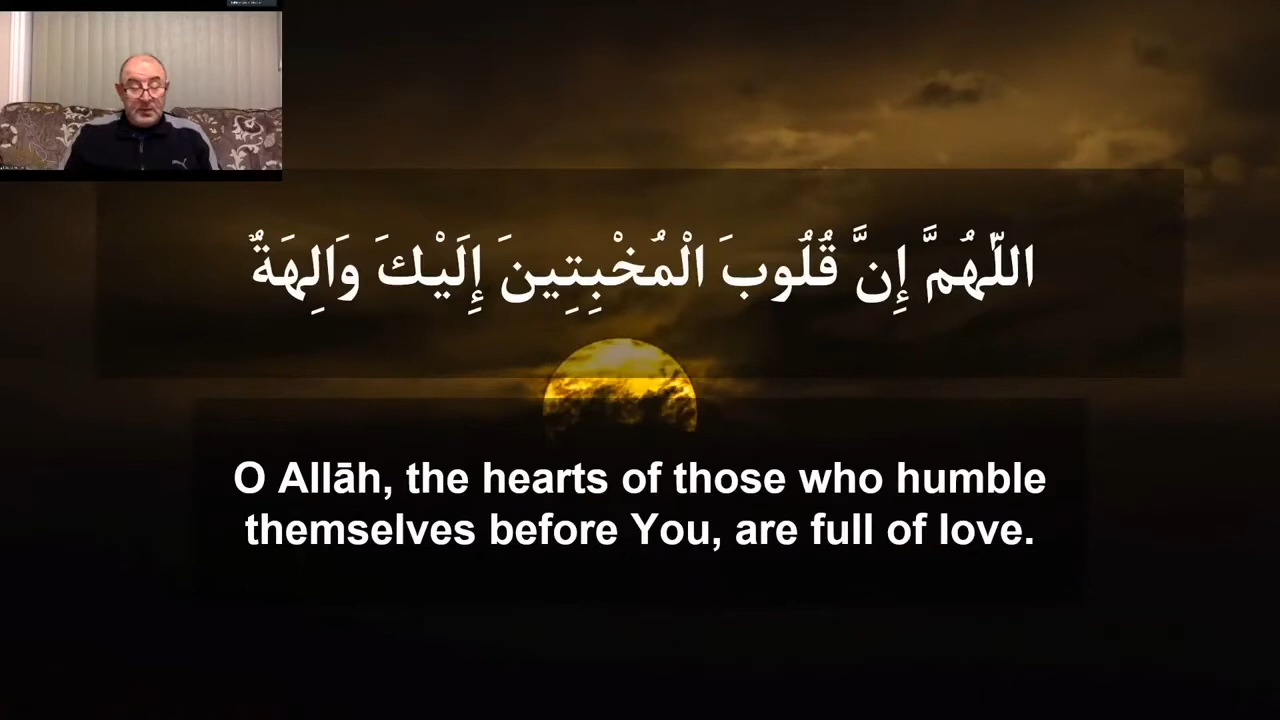 اللّٰهُمَّ إِنَّ قُلُوبَ الْمُخْبِتِينَ إِلَيْكَ وَالِهَةٌ
O Allāh, the hearts of those who humble
themselves before You, are full of love.